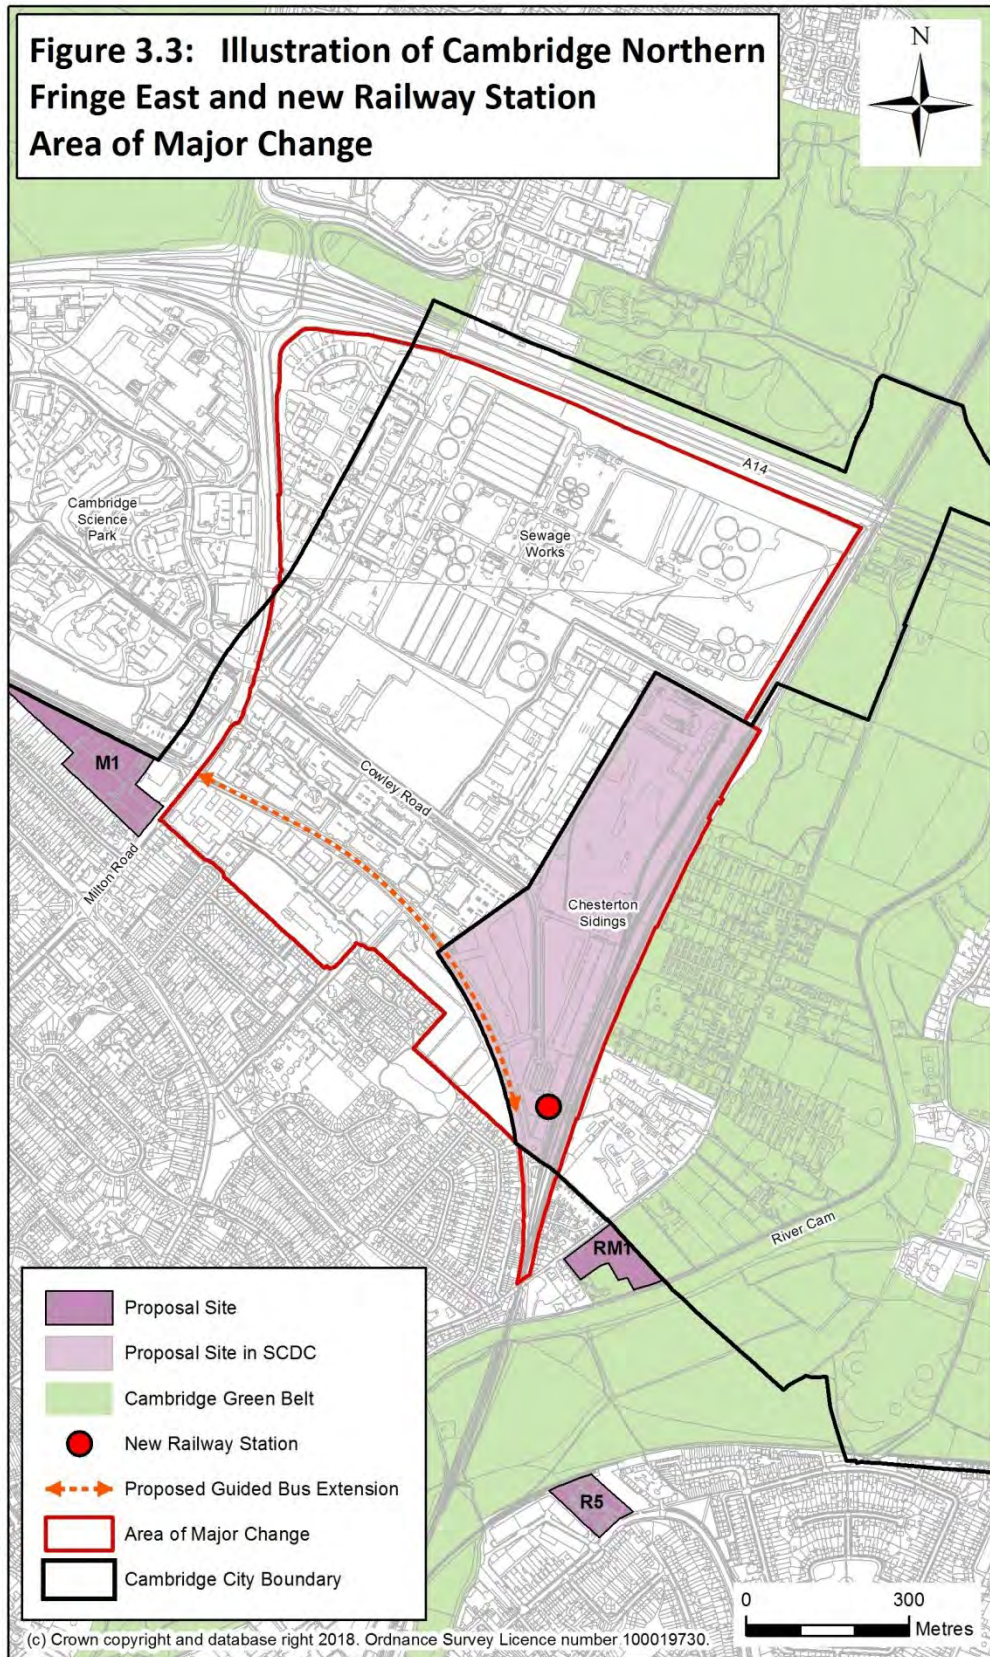 Figure 3.3: Illustration of Cambridge Northern
Fringe East and new Railway Station
Area of Major Change
N
A14
Cambridge
Science
Park
Sewage
Works
M1
Cowley Road
Milton Road
Chesterton
Sidings
River Cam
RM1
Proposal Site
Proposal Site in SCDC
Cambridge Green Belt
New Railway Station
Proposed Guided Bus Extension
Area of Major Change
Cambridge City Boundary
R5
0 300
Metres
(c) Crown copyright and database right 2018. Ordnance Survey Licence number 100019730.